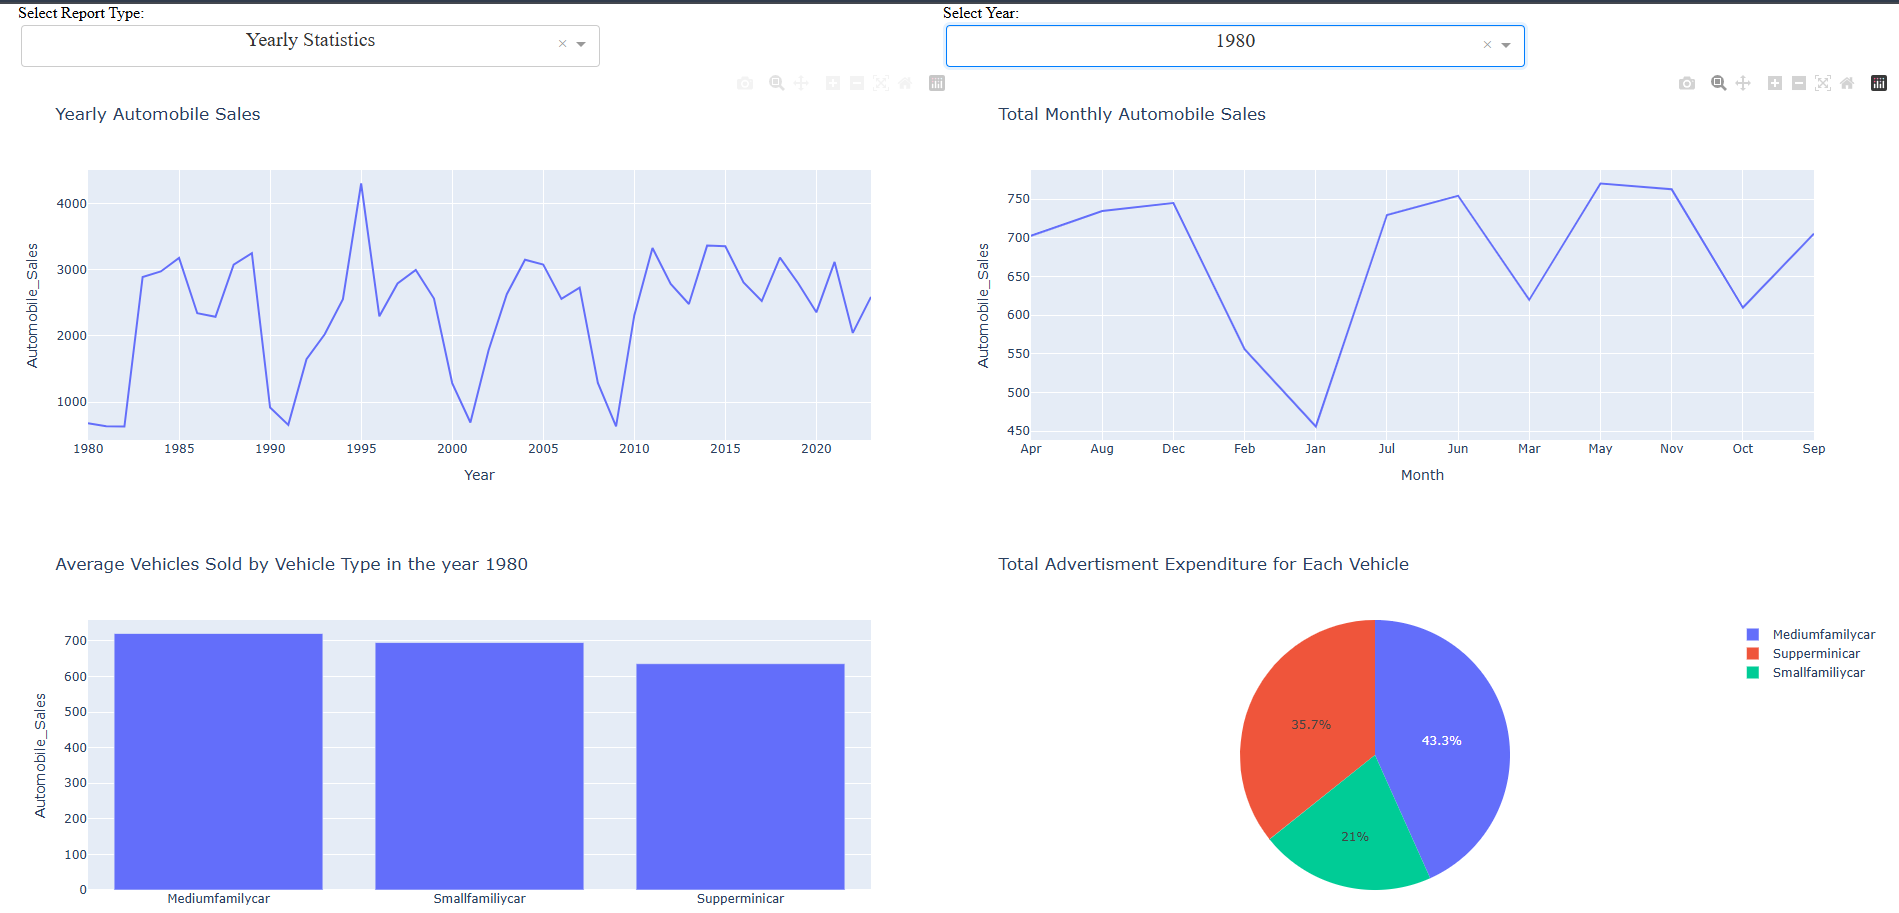 Select Report Type:
Select Year:
Yearly Statistics
×
1980
×
Yearly Automobile Sales
4000
3000
2000
1000
Automobile_Sales
1980 1985 1990 1995 2000 2005 2010 2015 2020
Year
Total Monthly Automobile Sales
750
700
650
600
550
500
450
Automobile_Sales
Apr Aug Dec Feb Jan Jul Jun Mar May Nov Oct Sep
Month
Average Vehicles Sold by Vehicle Type in the year 1980
700
600
500
400
300
200
100
0
Automobile_Sales
Mediumfamilycar Smallfamiliycar Supperminicar
Total Advertisment Expenditure for Each Vehicle
35.7%
43.3%
21%
Mediumfamilycar
Supperminicar
Smallfamiliycar